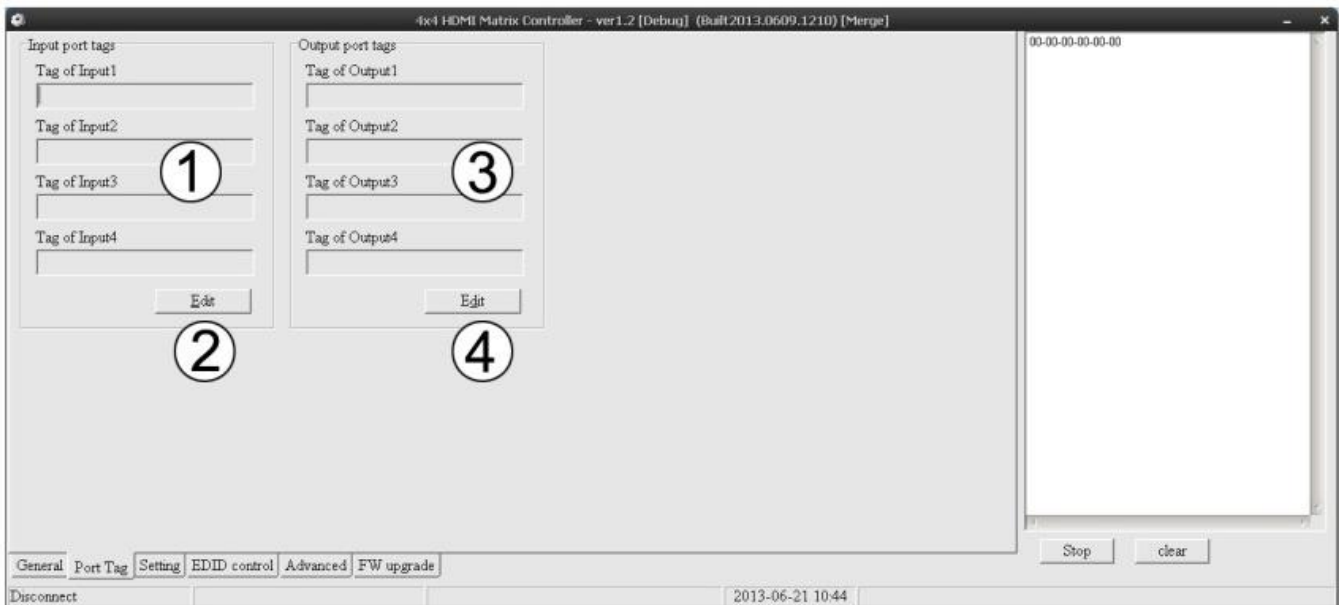 4x4 HDMI Matrix Controller - ver1.2 [Debug] (Built2013.0609.1210) [Merge]
Input port tags
Tag of Input1
Tag of Input2
1
Tag of Input3
Tag of Input4
Edit
2
Output port tags
Tag of Output1
Tag of Output2
3
Tag of Output3
Tag of Output4
Edit
4
00-00-00-00-00-00
Stop clear
General Port Tag Setting EDID control Advanced FW upgrade
Disconnect 2013-06-21 10:44